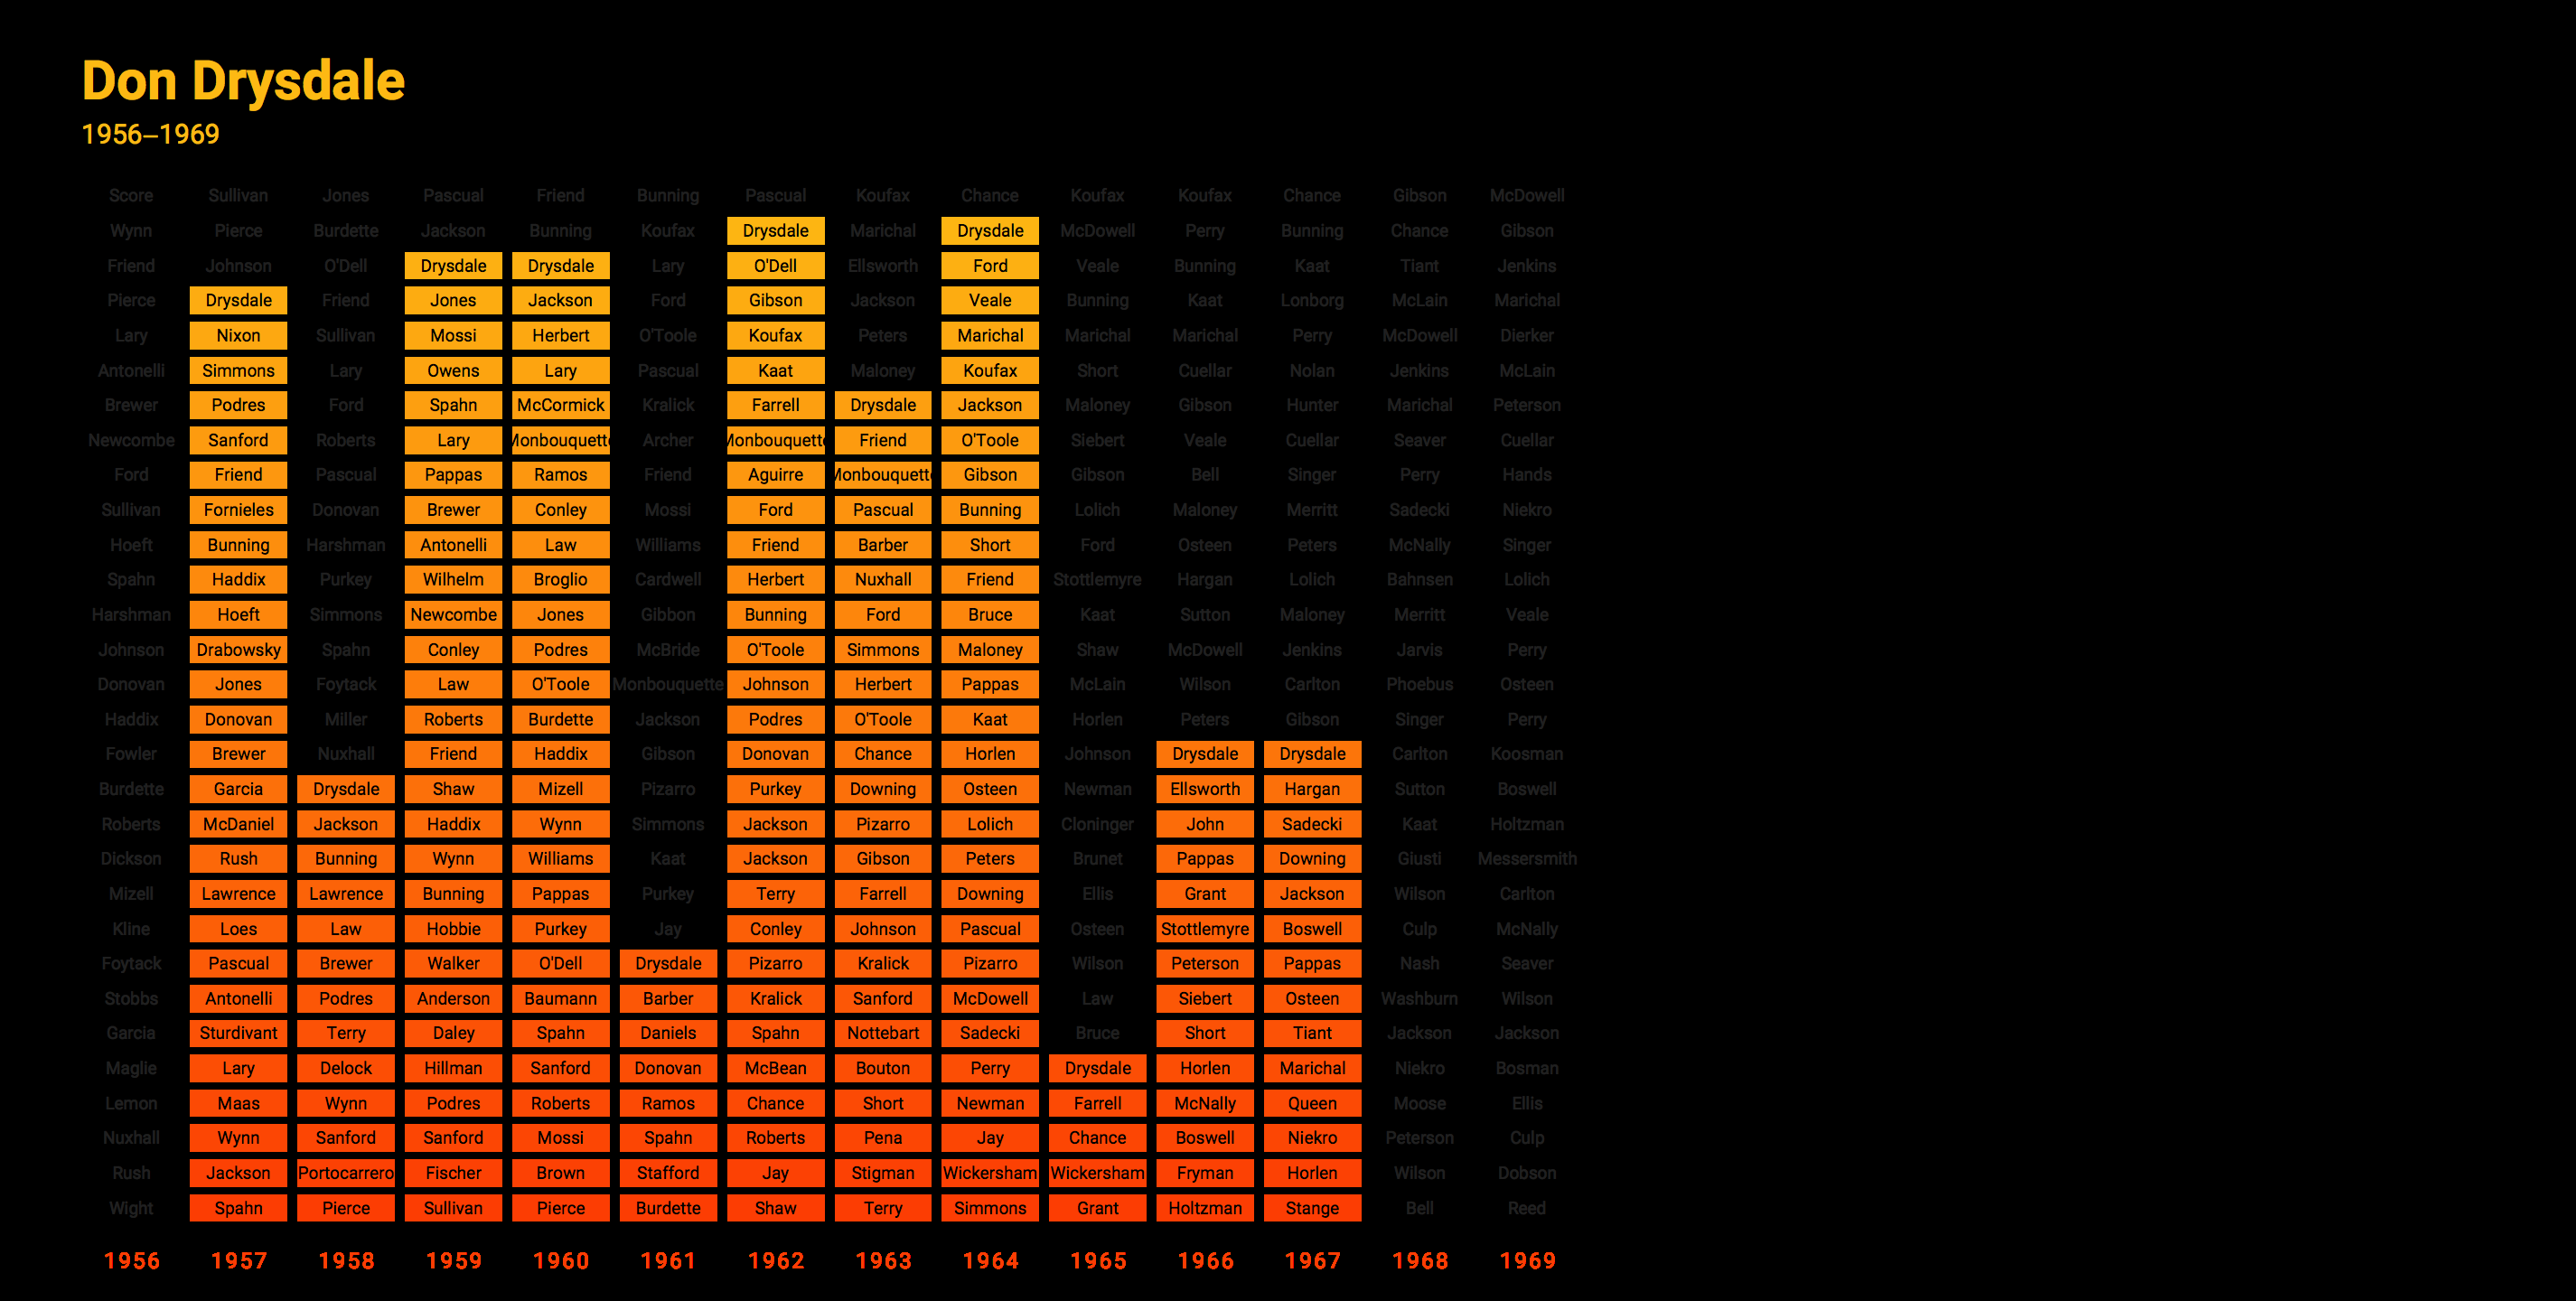 Don Drysdale
1956–1969
Score Sullivan Jones Pascual Friend Bunning Pascual Koufax Chance Koufax Koufax Chance Gibson McDowell
Wynn Pierce Burdette Jackson Bunning Koufax Drysdale Marichal Drysdale McDowell Perry Bunning Chance Gibson
Friend Johnson O'Dell Drysdale Drysdale Lary O'Dell Ellsworth Ford Veale Bunning Kaat Tiant Jenkins
Pierce Drysdale Friend Jones Jackson Ford Gibson Jackson Veale Bunning Kaat Lonborg McLain Marichal
Lary Nixon Sullivan Mossi Herbert O'Toole Koufax Peters Marichal Marichal Marichal Perry McDowell Dierker
Antonelli Simmons Lary Owens Lary Pascual Kaat Maloney Koufax Short Cuellar Nolan Jenkins McLain
Brewer Podres Ford Spahn McCormick Kralick Farrell Drysdale Jackson Maloney Gibson Hunter Marichal Peterson
Newcombe Sanford Roberts Lary Monbouquette Archer Monbouquette Friend O'Toole Siebert Veale Cuellar Seaver Cuellar
Ford Friend Pascual Pappas Ramos Friend Aguirre Monbouquette Gibson Gibson Bell Singer Perry Hands
Sullivan Fornieles Donovan Brewer Conley Mossi Ford Pascual Bunning Lolich Maloney Merritt Sadecki Niekro
Hoeft Bunning Harshman Antonelli Law Williams Friend Barber Short Ford Osteen Peters McNally Singer
Spahn Haddix Purkey Wilhelm Broglio Cardwell Herbert Nuxhall Friend Stottlemyre Hargan Lolich Bahnsen Lolich
Harshman Hoeft Simmons Newcombe Jones Gibbon Bunning Ford Bruce Kaat Sutton Maloney Merritt Veale
Johnson Drabowsky Spahn Conley Podres McBride O'Toole Simmons Maloney Shaw McDowell Jenkins Jarvis Perry
Donovan Jones Foytack Law O'Toole Monbouquette Johnson Herbert Pappas McLain Wilson Carlton Phoebus Osteen
Haddix Donovan Miller Roberts Burdette Jackson Podres O'Toole Kaat Horlen Peters Gibson Singer Perry
Fowler Brewer Nuxhall Friend Haddix Gibson Donovan Chance Horlen Johnson Drysdale Drysdale Carlton Koosman
Burdette Garcia Drysdale Shaw Mizell Pizarro Purkey Downing Osteen Newman Ellsworth Hargan Sutton Boswell
Roberts McDaniel Jackson Haddix Wynn Simmons Jackson Pizarro Lolich Cloninger John Sadecki Kaat Holtzman
Dickson Rush Bunning Wynn Williams Kaat Jackson Gibson Peters Brunet Pappas Downing Giusti Messersmith
Mizell Lawrence Lawrence Bunning Pappas Purkey Terry Farrell Downing Ellis Grant Jackson Wilson Carlton
Kline Loes Law Hobbie Purkey Jay Conley Johnson Pascual Osteen Stottlemyre Boswell Culp McNally
Foytack Pascual Brewer Walker O'Dell Drysdale Pizarro Kralick Pizarro Wilson Peterson Pappas Nash Seaver
Stobbs Antonelli Podres Anderson Baumann Barber Kralick Sanford McDowell Law Siebert Osteen Washburn Wilson
Garcia Sturdivant Terry Daley Spahn Daniels Spahn Nottebart Sadecki Bruce Short Tiant Jackson Jackson
Maglie Lary Delock Hillman Sanford Donovan McBean Bouton Perry Drysdale Horlen Marichal Niekro Bosman
Lemon Maas Wynn Podres Roberts Ramos Chance Short Newman Farrell McNally Queen Moose Ellis
Nuxhall Wynn Sanford Sanford Mossi Spahn Roberts Pena Jay Chance Boswell Niekro Peterson Culp
Rush Jackson Portocarrero Fischer Brown Stafford Jay Stigman Wickersham Wickersham Fryman Horlen Wilson Dobson
Wight Spahn Pierce Sullivan Pierce Burdette Shaw Terry Simmons Grant Holtzman Stange Bell Reed
1956 1957 1958 1959 1960 1961 1962 1963 1964 1965 1966 1967 1968 1969